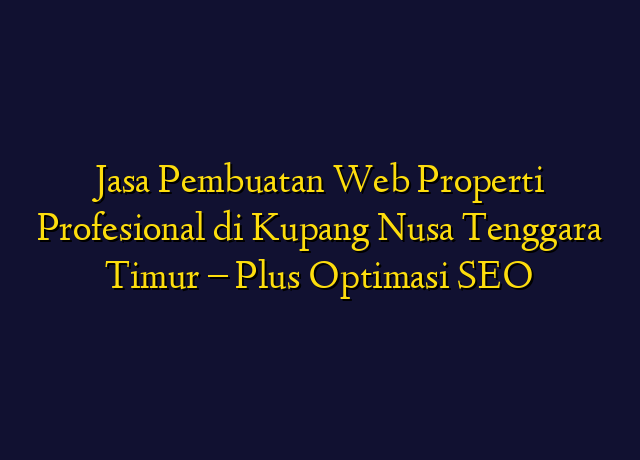 Jasa Pembuatan Web Properti
Profesional di Kupang Nusa Tenggara
Timur – Plus Optimasi SEO